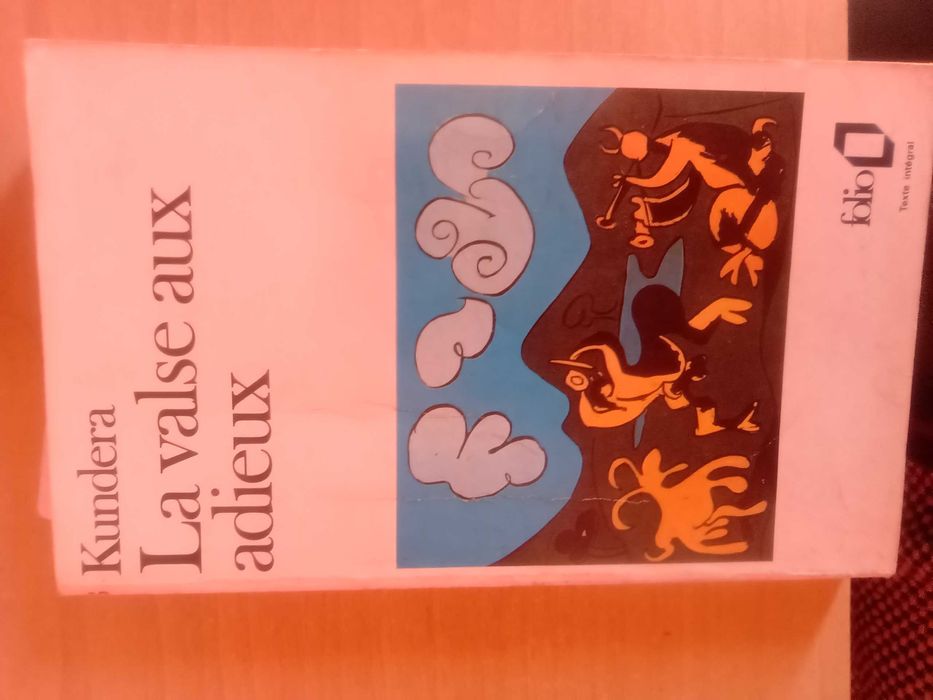 Kundera
La valse aux
adieux
folio
Texte intégral